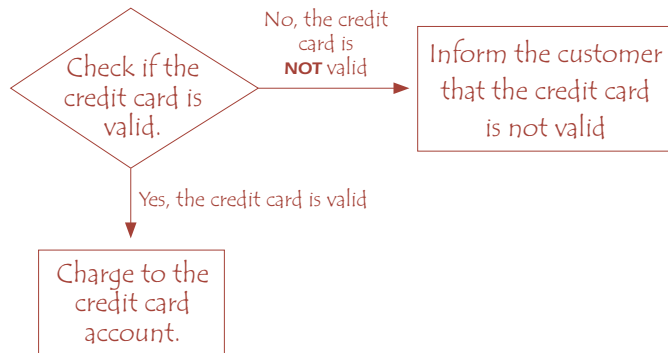 Check if the
credit card is
valid.
No, the credit
card is
NOT valid
Inform the customer
that the credit card
is not valid
Yes, the credit card is valid
Charge to the
credit card
account.